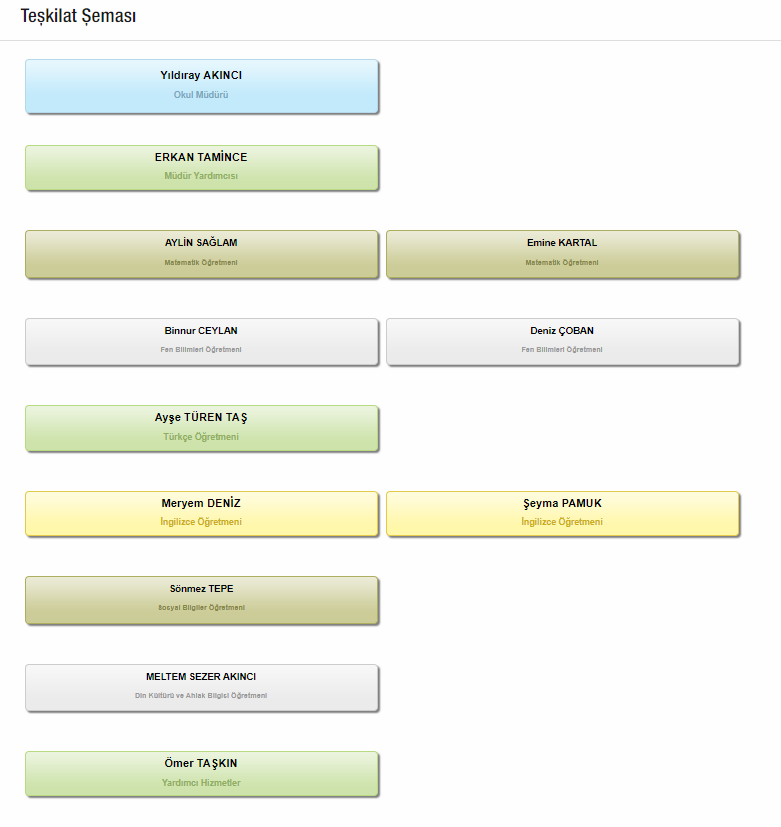 Teşkilat Şeması
Yıldıray AKINCI
Okul Müdürü
ERKAN TAMİNCE
Müdür Yardımcısı
AYLİN SAĞLAM
Matematik Öğretmeni
Emine KARTAL
Matematik Öğretmeni
Binnur CEYLAN
Fen Bilimleri Öğretmeni
Deniz ÇOBAN
Fen Bilimleri Öğretmeni
Ayşe TÜREN TAŞ
Türkçe Öğretmeni
Meryem DENİZ
İngilizce Öğretmeni
Şeyma PAMUK
İngilizce Öğretmeni
Sönmez TEPE
Sosyal Bilgiler Öğretmeni
MELTEM SEZER AKINCI
Din Kültürü ve Ahlak Bilgisi Öğretmeni
Ömer TAŞKIN
Yardımcı Hizmetler